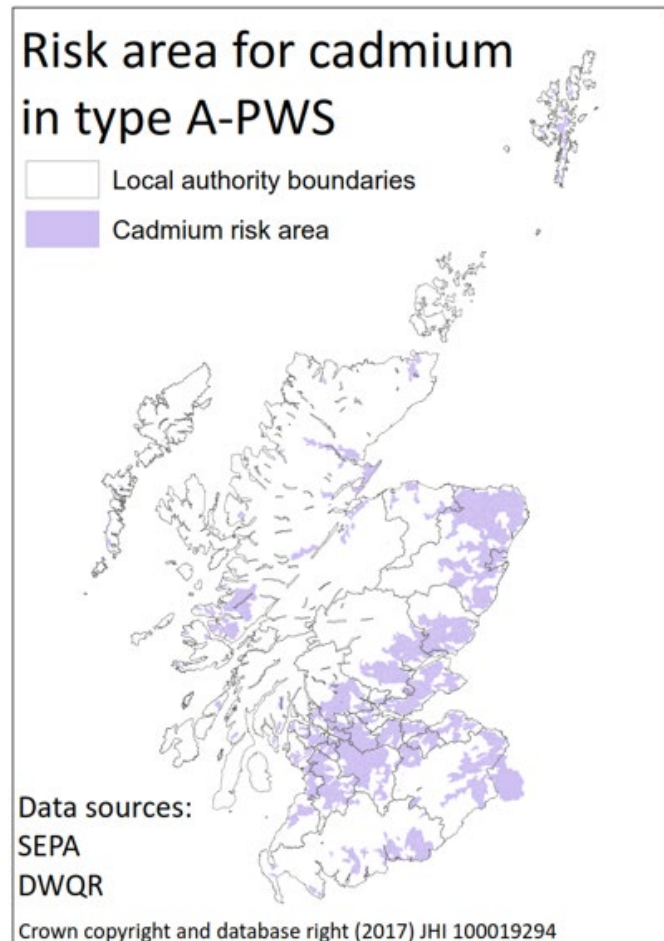 Risk area for cadmium
in type A-PWS
Local authority boundaries
Cadmium risk area
Data sources:
SEPA
DWQR
Crown copyright and database right (2017) JHI 100019294